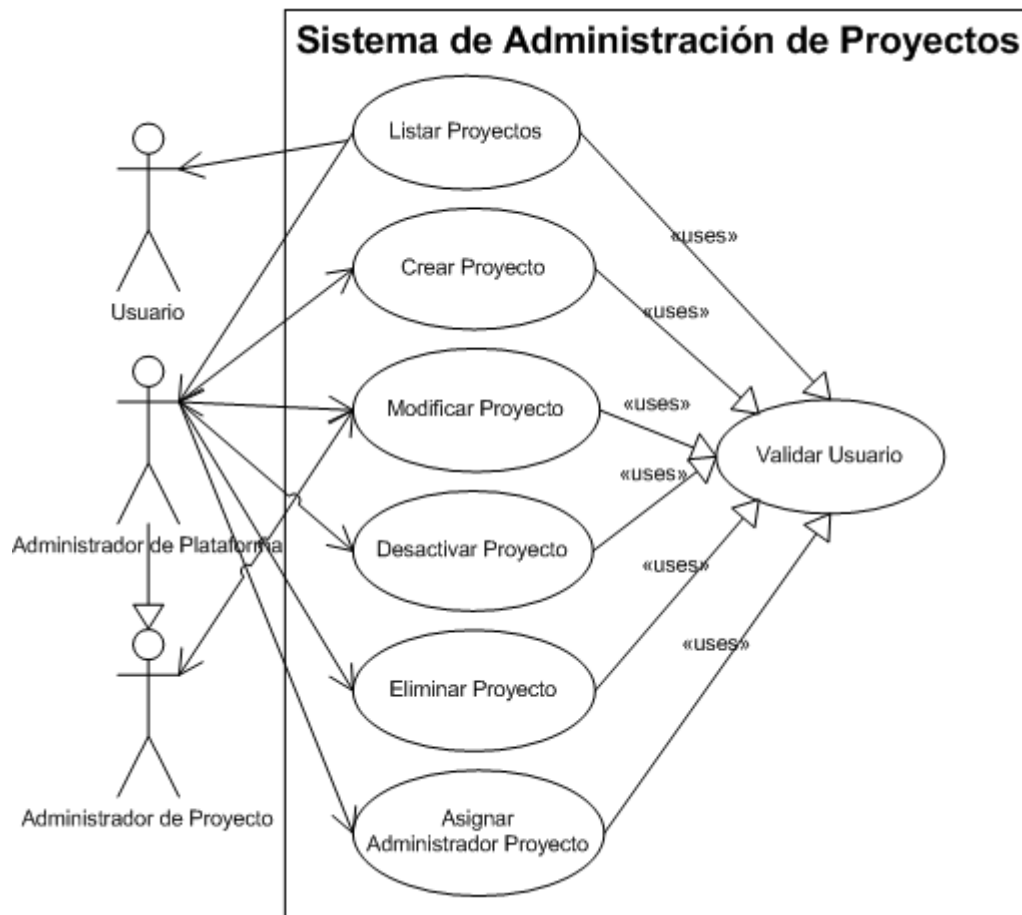 Sistema de Administración de Proyectos
Listar Proyectos
«uses»
Usuario
Crear Proyecto
«uses»
Modificar Proyecto
«uses»
Validar Usuario
«uses»
Administrador de Plataforma
Desactivar Proyecto
«uses»
«uses»
Eliminar Proyecto
Administrador de Proyecto
Asignar
Administrador Proyecto